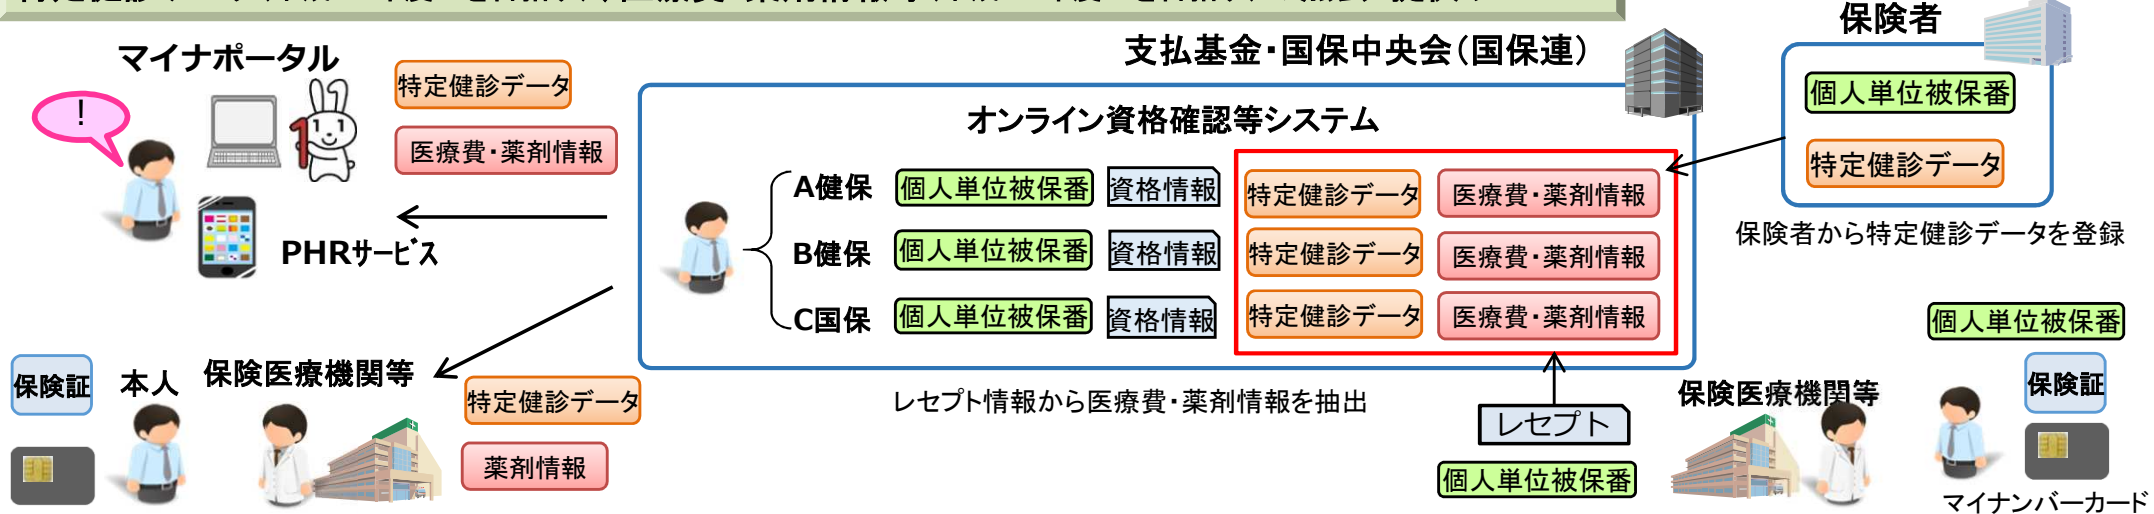 保険者
支払基金・国保中央会（国保連）
マイナポータル
特定健診データ
医療費・薬剤情報
!
1
PHRサービス
オンライン資格確認等システム
A健保 個人単位被保番 資格情報 特定健診データ 医療費・薬剤情報
B健保 個人単位被保番 資格情報 特定健診データ 医療費・薬剤情報
C国保 個人単位被保番 資格情報 特定健診データ 医療費・薬剤情報
個人単位被保番
特定健診データ
保険者から特定健診データを登録
保険証
本人
保険医療機関等
特定健診データ
薬剤情報
レセプト情報から医療費・薬剤情報を抽出
レセプト
個人単位被保番
保険医療機関等
個人単位被保番
保険証
マイナンバーカード